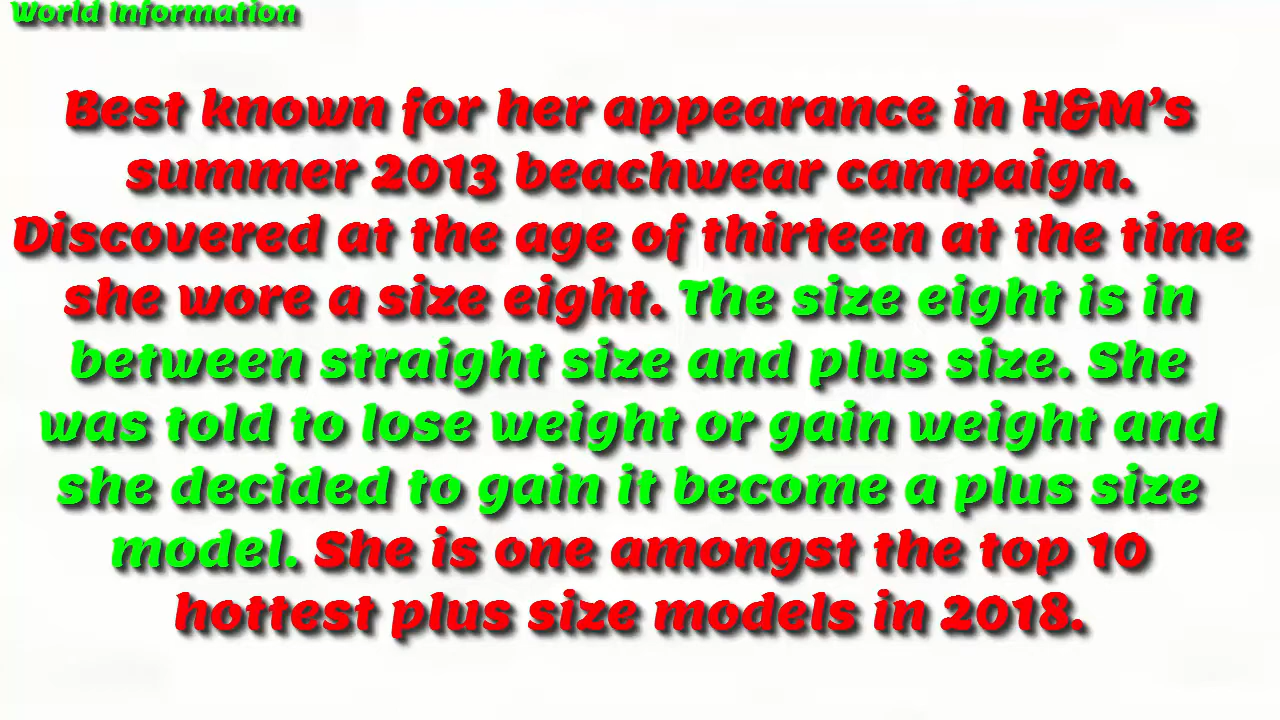 World Information
Best known for her appearance in H&M’s
summer 2013 beachwear campaign.
Discovered at the age of thirteen at the time
she wore a size eight. The size eight is in
between straight size and plus size. She
was told to lose weight or gain weight and
she decided to gain it become a plus size
model. She is one amongst the top 10
hottest plus size models in 2018.